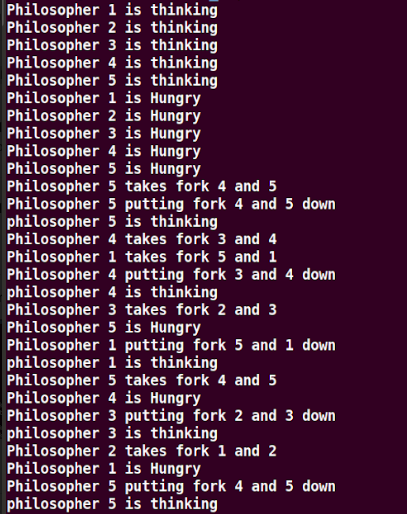 Philosopher 1 is thinking
Philosopher 2 is thinking
Philosopher 3 is thinking
Philosopher 4 is thinking
Philosopher 5 is thinking
Philosopher 1 is Hungry
Philosopher 2 is Hungry
Philosopher 3 is Hungry
Philosopher 4 is Hungry
Philosopher 5 is Hungry
Philosopher 5 takes fork 4 and 5
Philosopher 5 putting fork 4 and 5 down
philosopher 5 is thinking
Philosopher 4 takes fork 3 and 4
Philosopher 1 takes fork 5 and 1
Philosopher 4 putting fork 3 and 4 down
philosopher 4 is thinking
Philosopher 3 takes fork 2 and 3
Philosopher 5 is Hungry
Philosopher 1 putting fork 5 and 1 down
philosopher 1 is thinking
Philosopher 5 takes fork 4 and 5
Philosopher 4 is Hungry
Philosopher 3 putting fork 2 and 3 down
philosopher 3 is thinking
Philosopher 2 takes fork 1 and 2
Philosopher 1 is Hungry
Philosopher 5 putting fork 4 and 5 down
philosopher 5 is thinking